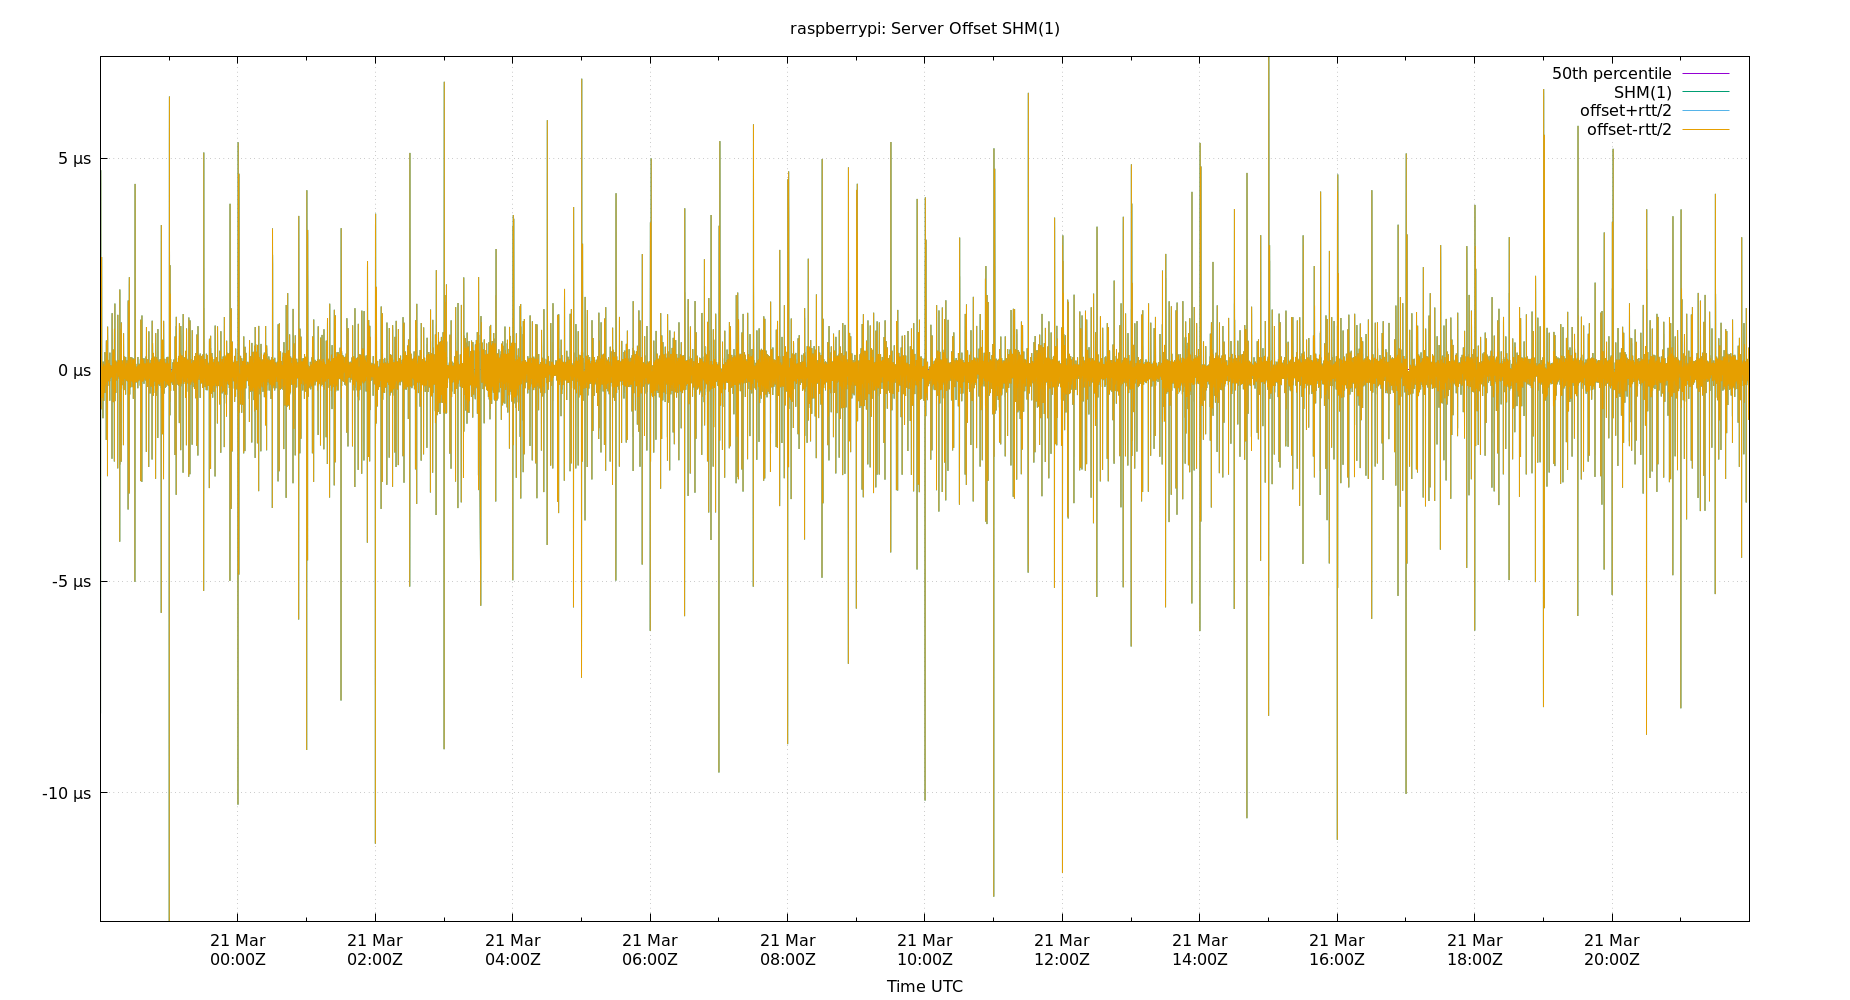 raspberrypi: Server Offset SHM(1)
50th percentile
SHM(1)
offset+rtt/2
offset-rtt/2
5 µs
0 µs
-5 µs
-10 µs
21 Mar 21 Mar 21 Mar 21 Mar 21 Mar 21 Mar 21 Mar 21 Mar 21 Mar 21 Mar 21 Mar
00:00Z 02:00Z 04:00Z 06:00Z 08:00Z 10:00Z 12:00Z 14:00Z 16:00Z 18:00Z 20:00Z
Time UTC